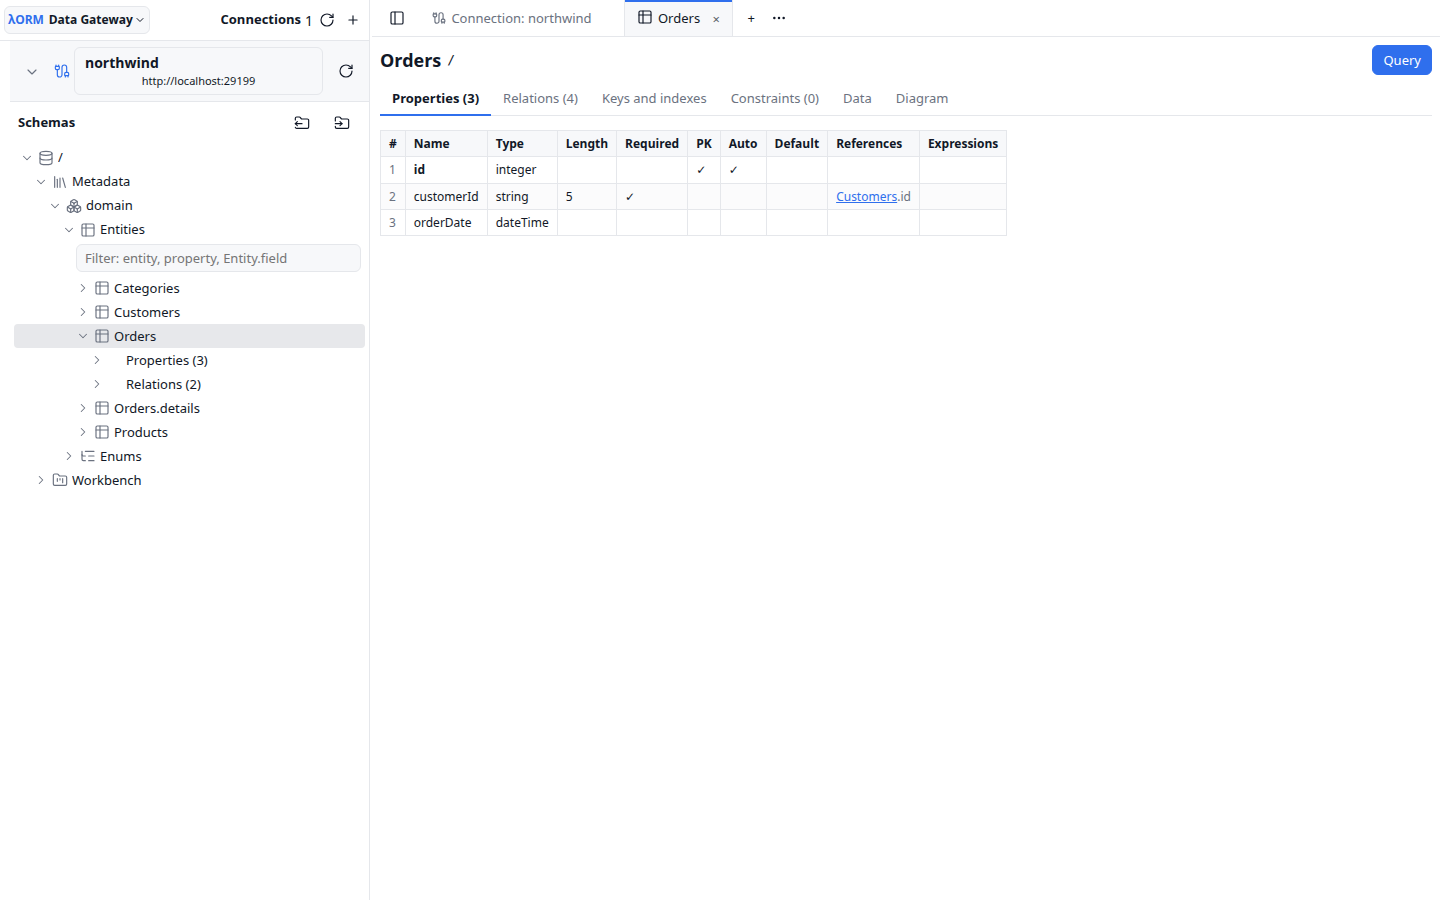 λORM Data Gateway
Connections 1
northwind
http://localhost:29199
Schemas
/
Metadata
domain
Entities
Filter: entity, property, Entity.field
Categories
Customers
Orders
Properties (3)
Relations (2)
Orders.details
Products
Enums
Workbench
Connection: northwind
Orders ×
+ ···
Orders /
Query
Properties (3) Relations (4) Keys and indexes Constraints (0) Data Diagram
# Name Type Length Required PK Auto Default References Expressions
1 id integer ✓ ✓
2 customerId string 5 ✓ Customers.id
3 orderDate dateTime